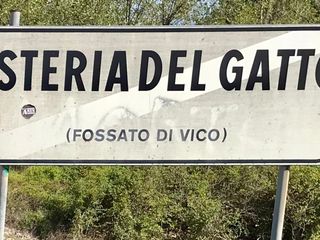 STERIA DEL GATTO
(FOSSATO DI VICO)